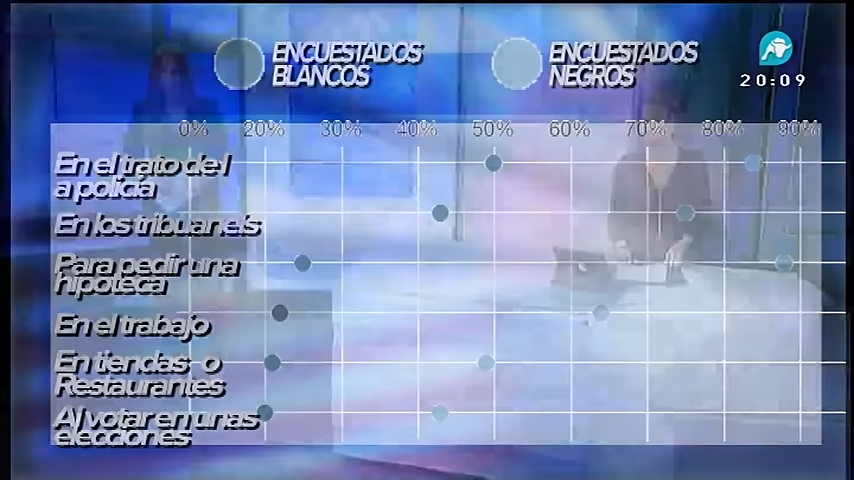 ENCUESTADOS BLANCOS
ENCUESTADOS NEGROS
20:09
0% 20% 30% 40% 50% 60% 70% 80% 90%
En el trato de l
a policía
En los tribuanels
Para pedir una
hipoteca
En el trabajo
En tiendas o
Restaurantes
Al votar en unas
elecciones